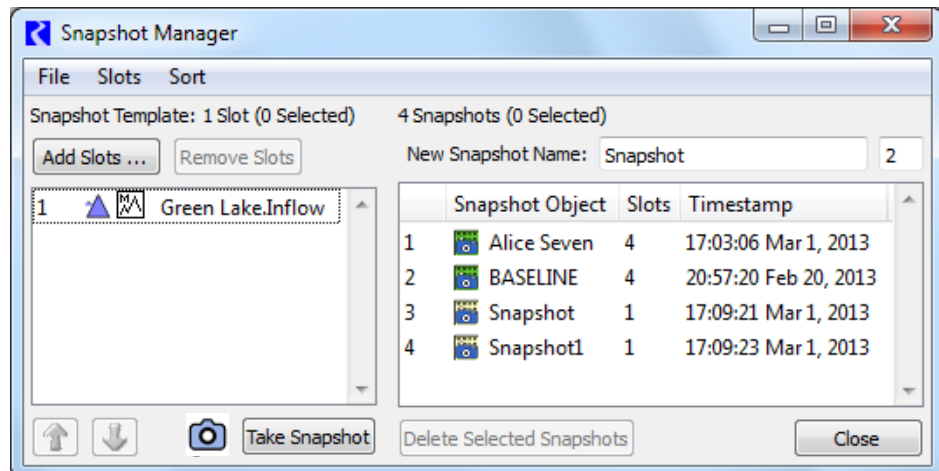 Snapshot Manager
File Slots Sort
Snapshot Template: 1 Slot (0 Selected)
4 Snapshots (0 Selected)
Add Slots ... Remove Slots
New Snapshot Name: Snapshot 2
1 Green Lake.Inflow
Snapshot Object Slots Timestamp
1 Alice Seven 4 17:03:06 Mar 1, 2013
2 BASELINE 4 20:57:20 Feb 20, 2013
3 Snapshot 1 17:09:21 Mar 1, 2013
4 Snapshot1 1 17:09:23 Mar 1, 2013
Take Snapshot
Delete Selected Snapshots
Close